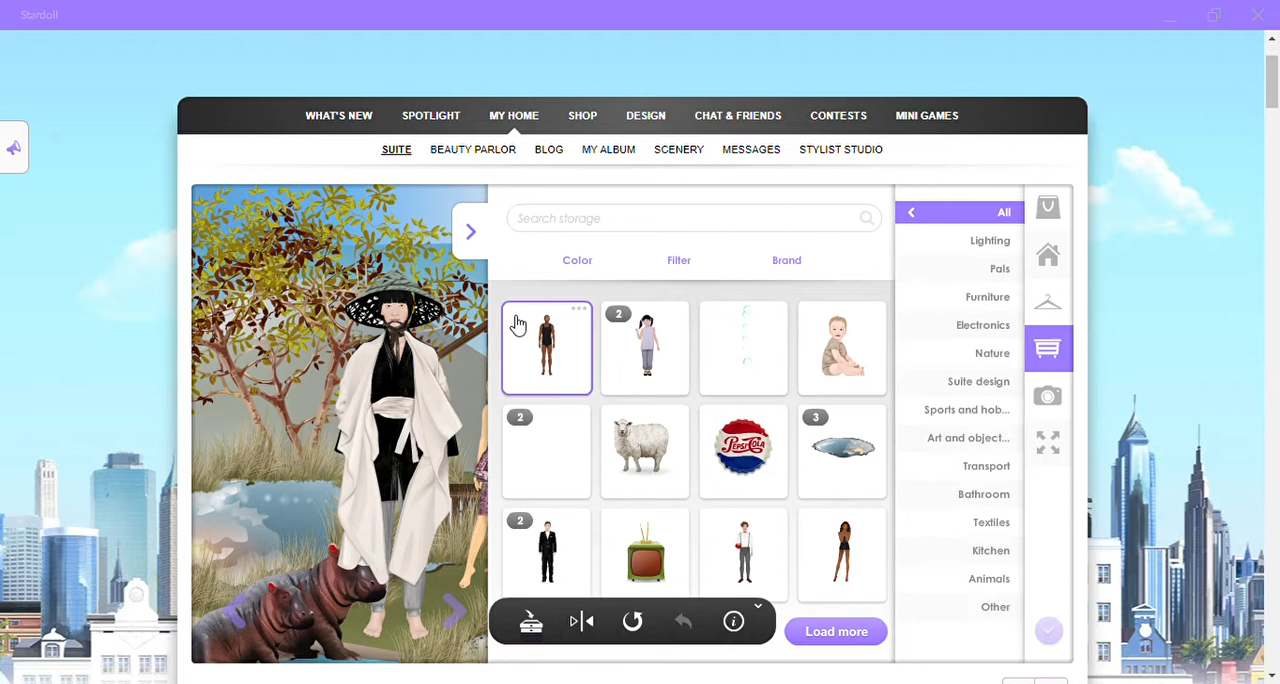 Stardoll
WHAT'S NEW SPOTLIGHT MY HOME SHOP DESIGN CHAT & FRIENDS CONTESTS MINI GAMES
SUITE BEAUTY PARLOR BLOG MY ALBUM SCENERY MESSAGES STYLIST STUDIO
Search storage
All
Color Filter Brand
Lighting
Pals
Furniture
Electronics
Nature
Suite design
Sports and hob...
Art and object...
Transport
Bathroom
Textiles
Kitchen
Animals
Other
2
2
PEPSI-COLA
3
2
Load more